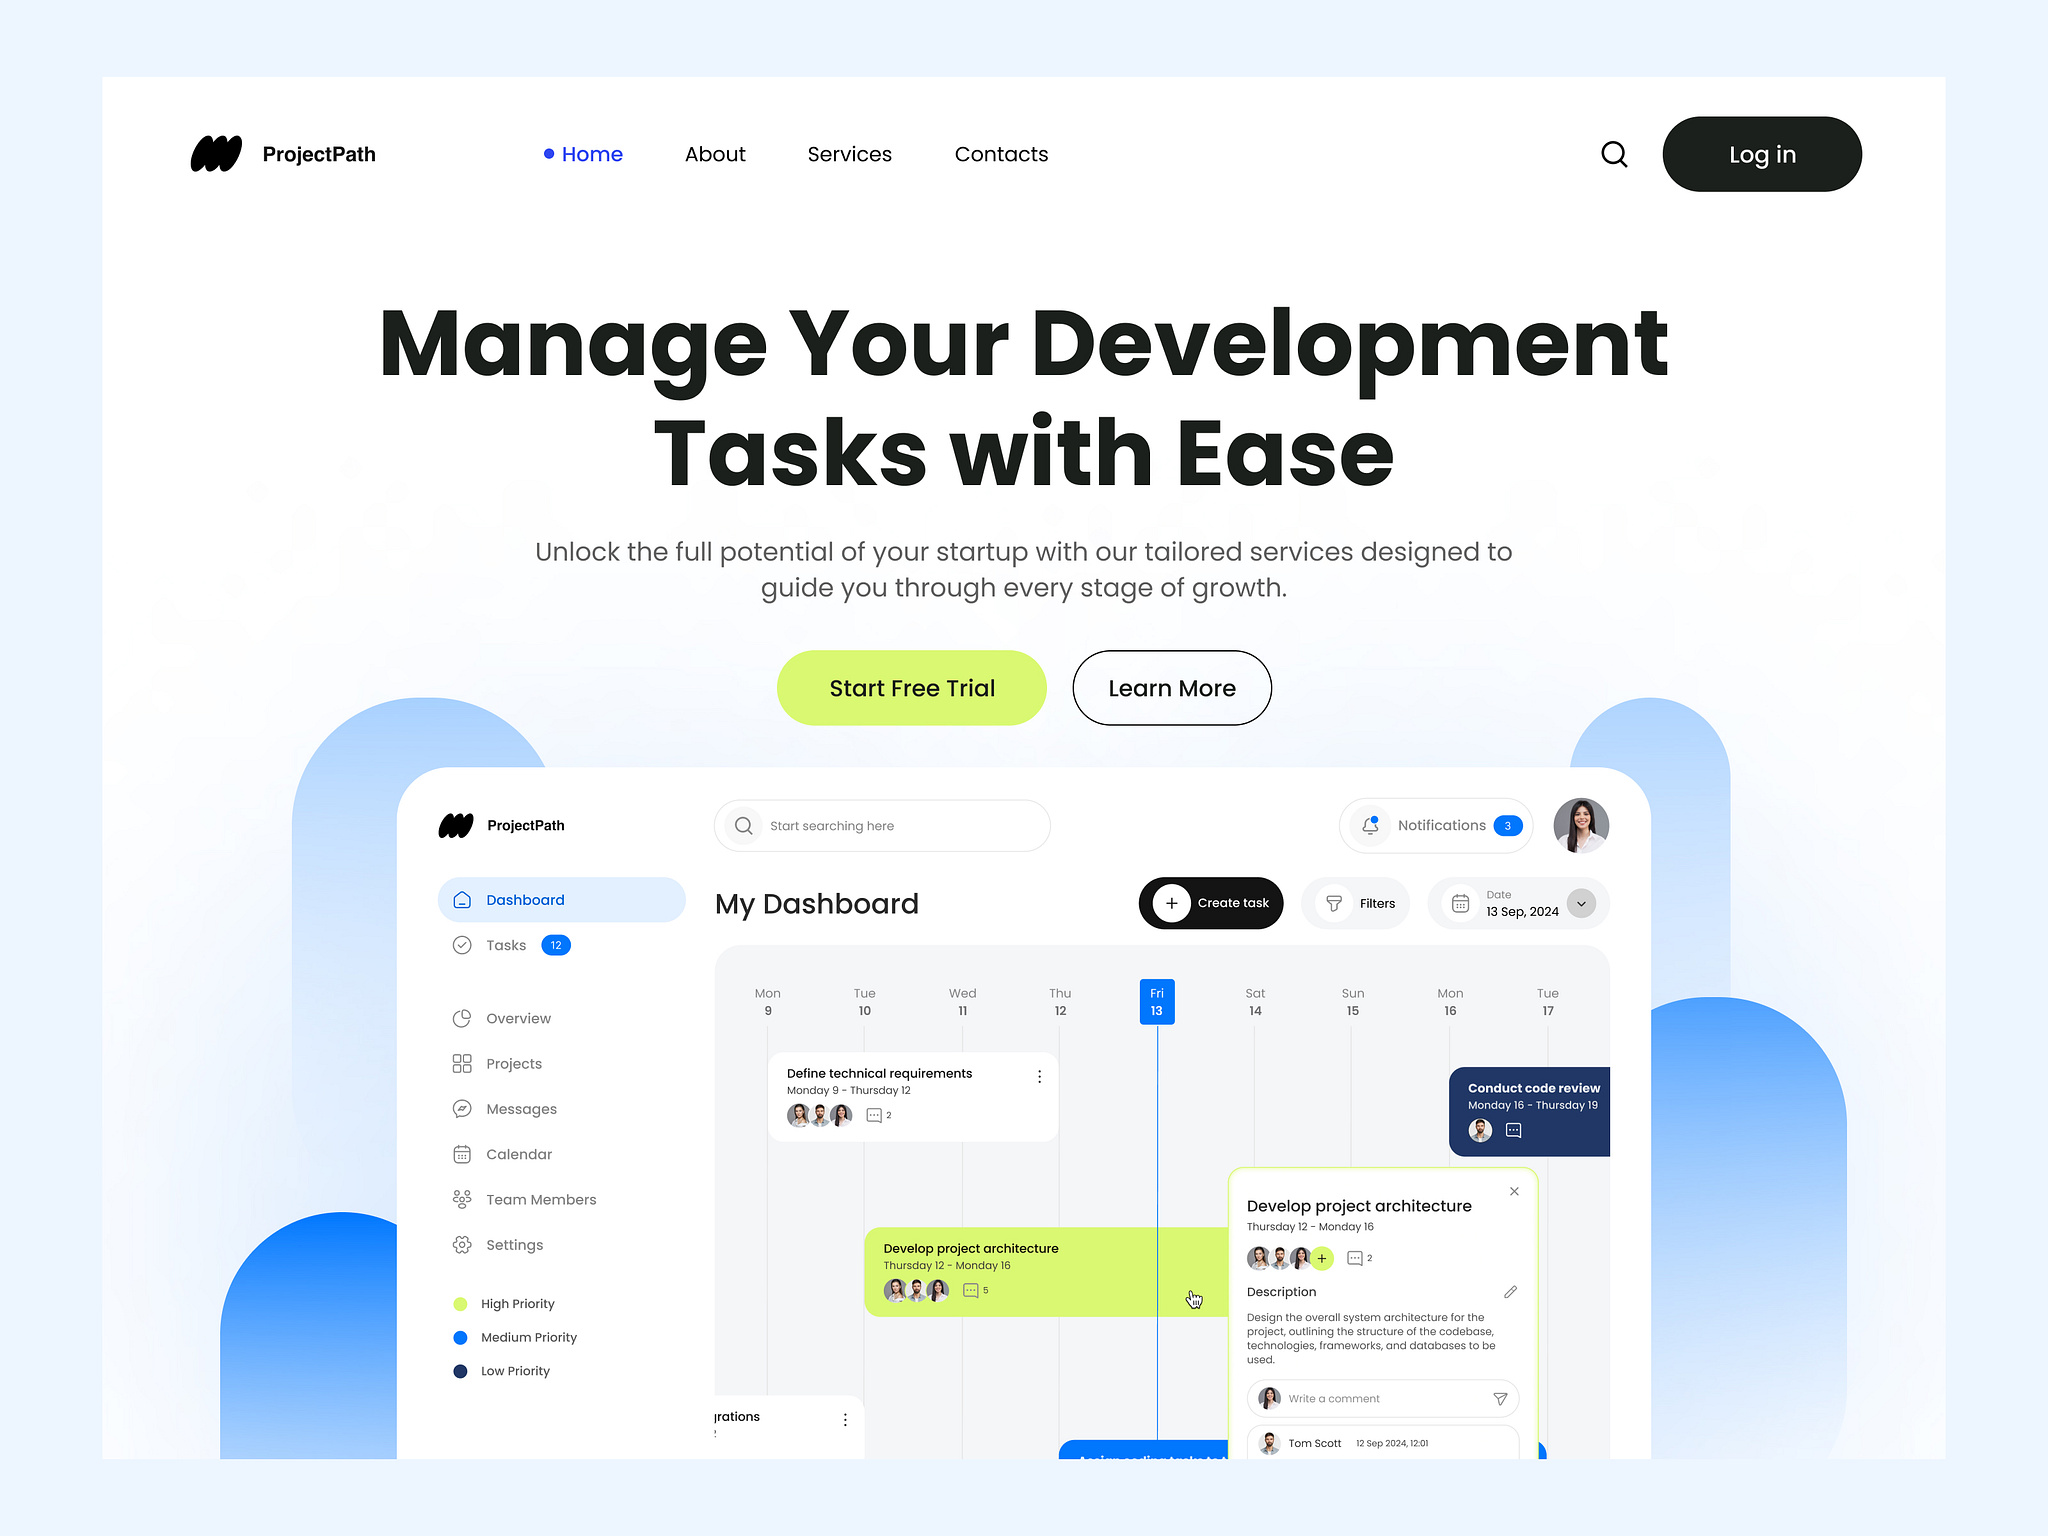 ProjectPath
Home
About
Services
Contacts
Log in
Manage Your Development
Tasks with Ease
Unlock the full potential of your startup with our tailored services designed to
guide you through every stage of growth.
Start Free Trial
Learn More
ProjectPath
Start searching here
Notifications
3
Dashboard
Tasks
12
Overview
Projects
Messages
Calendar
Team Members
Settings
High Priority
Medium Priority
Low Priority
My Dashboard
Create task
Filters
Date
13 Sep, 2024
Mon
9
Tue
10
Wed
11
Thu
12
Fri
13
Sat
14
Sun
15
Mon
16
Tue
17
Define technical requirements
Monday 9 - Thursday 12
2
Conduct code review
Monday 16 - Thursday 19
Develop project architecture
Thursday 12 - Monday 16
5
Develop project architecture
Thursday 12 - Monday 16
2
Description
Design the overall system architecture for the
project, outlining the structure of the codebase,
technologies, frameworks, and databases to be
used.
Write a comment
Tom Scott
12 Sep 2024, 12:01
grations
2
Assign coding tasks to t